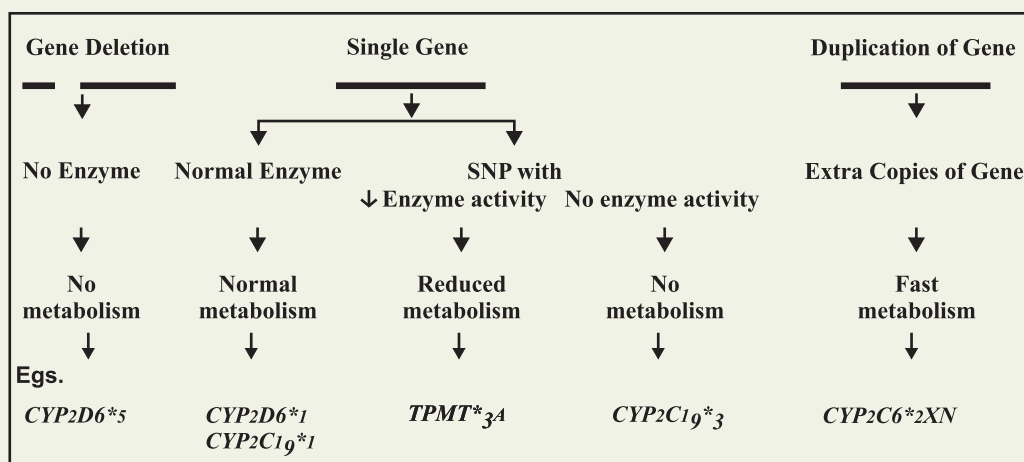 Gene Deletion Single Gene Duplication of Gene
No Enzyme Normal Enzyme SNP with Extra Copies of Gene
↓ Enzyme activity No enzyme activity
No Normal Reduced No Fast
metabolism metabolism metabolism metabolism metabolism
Egs.
CYP2D6*5 CYP2D6*1 TPMT*3A CYP2C19*3 CYP2C6*2XN
CYP2C19*1